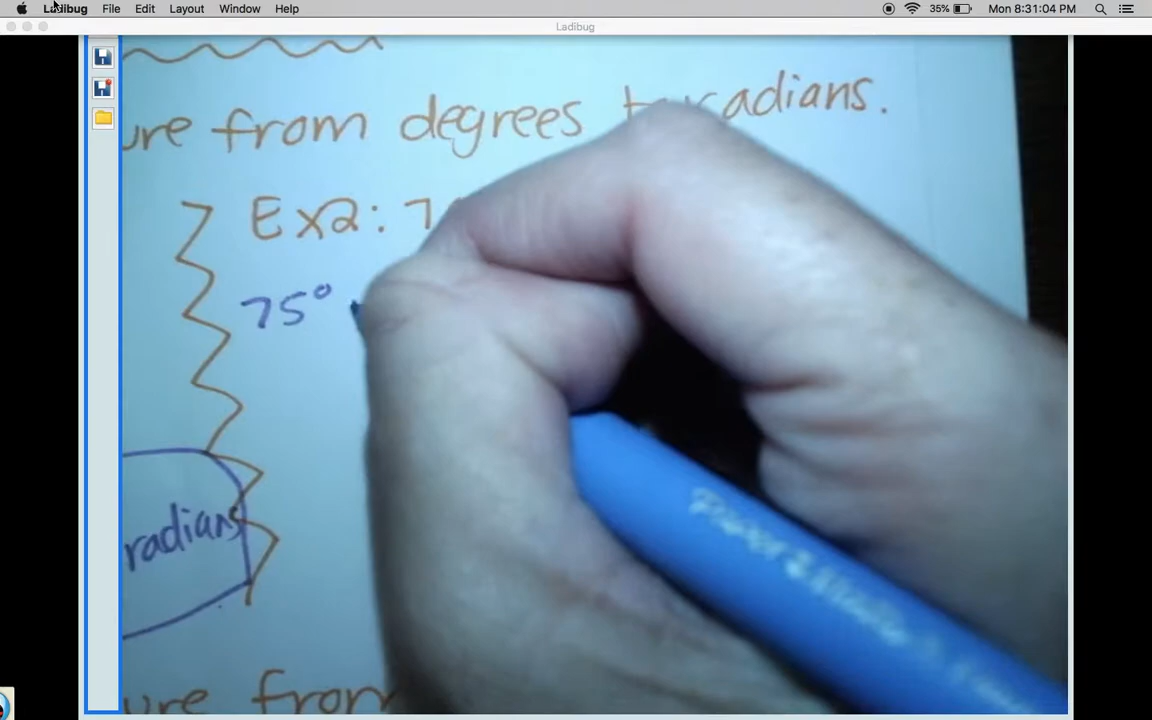 Ladibug File Edit Layout Window Help 35% Mon 8:31:04 PM
Ladibug
ure from degrees radians.
Ex2: 7
75°
radians
ure from